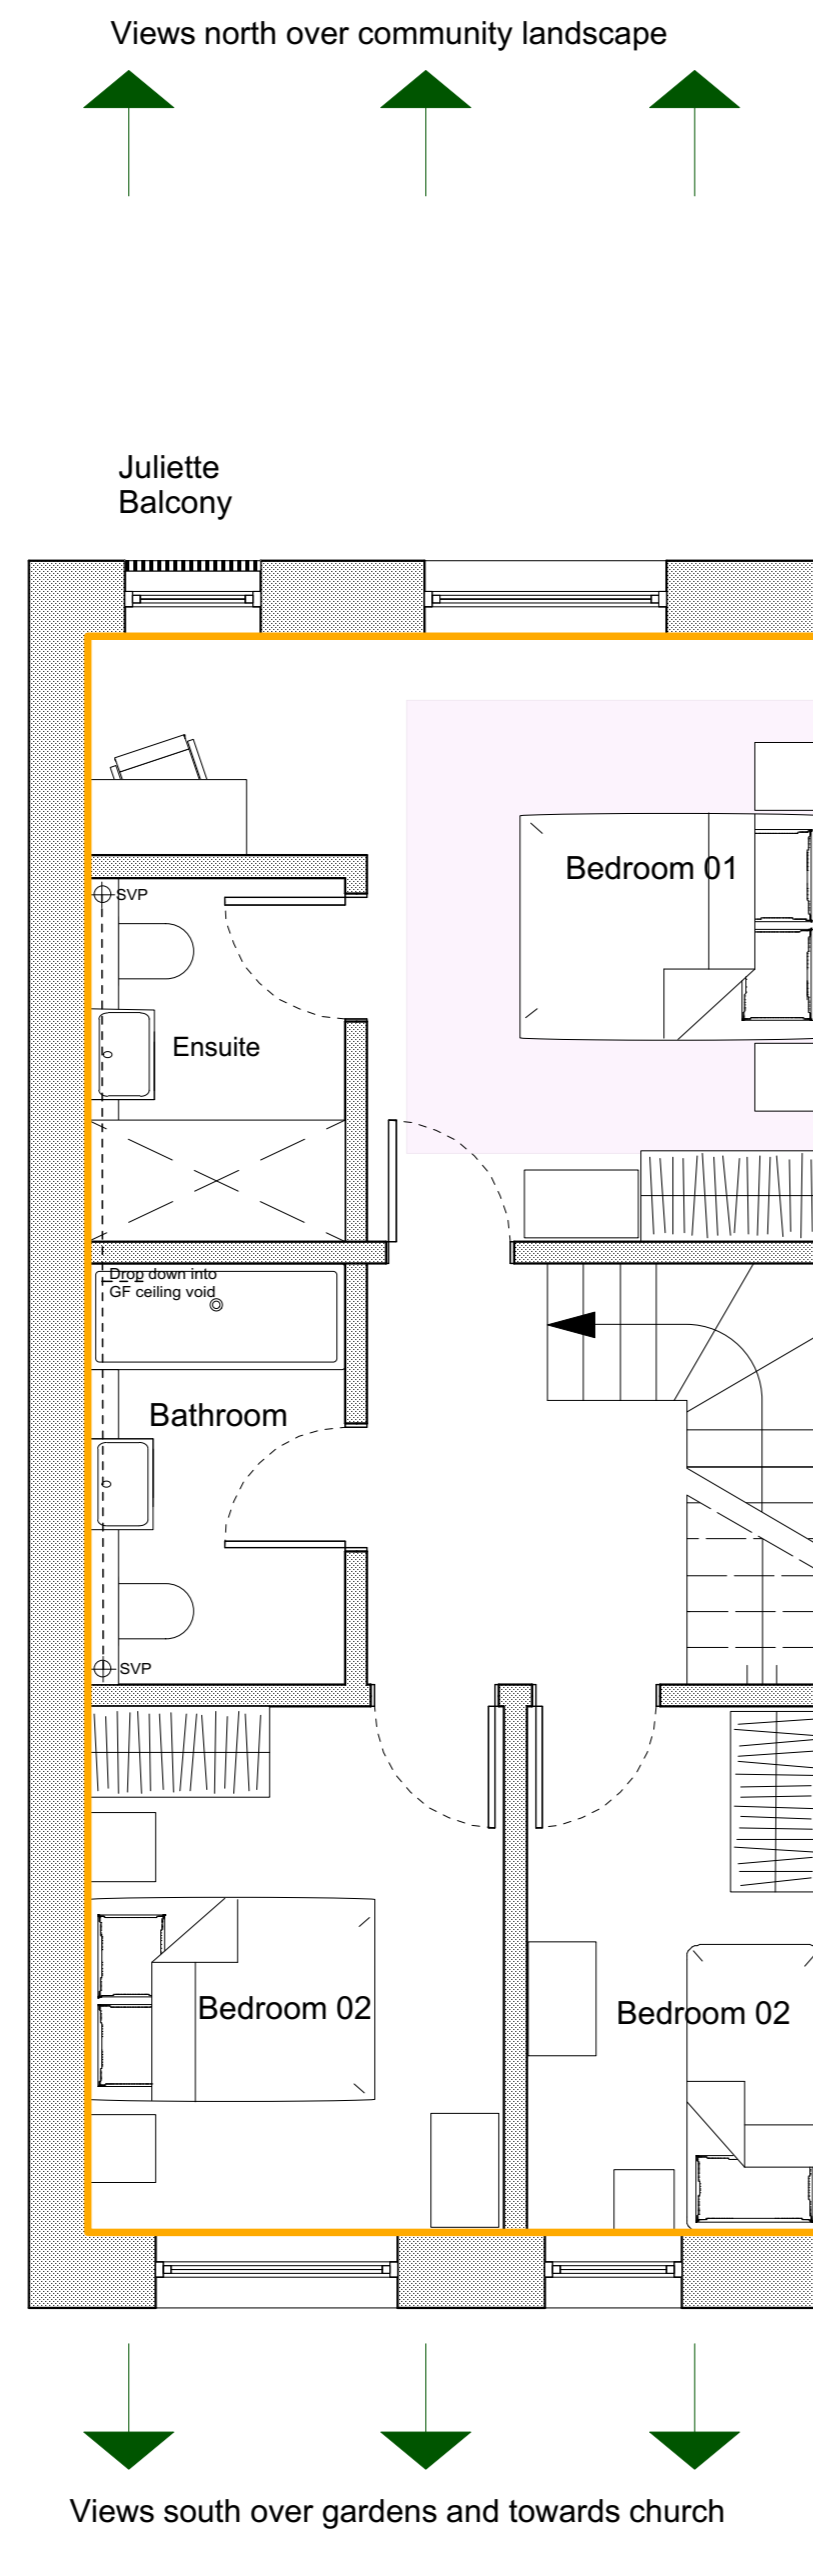 Views north over community landscape
Juliette
Balcony
Bedroom 01
SVP
Ensuite
Drop down into
GF ceiling void
Bathroom
SVP
Bedroom 02
Bedroom 02
Views south over gardens and towards church